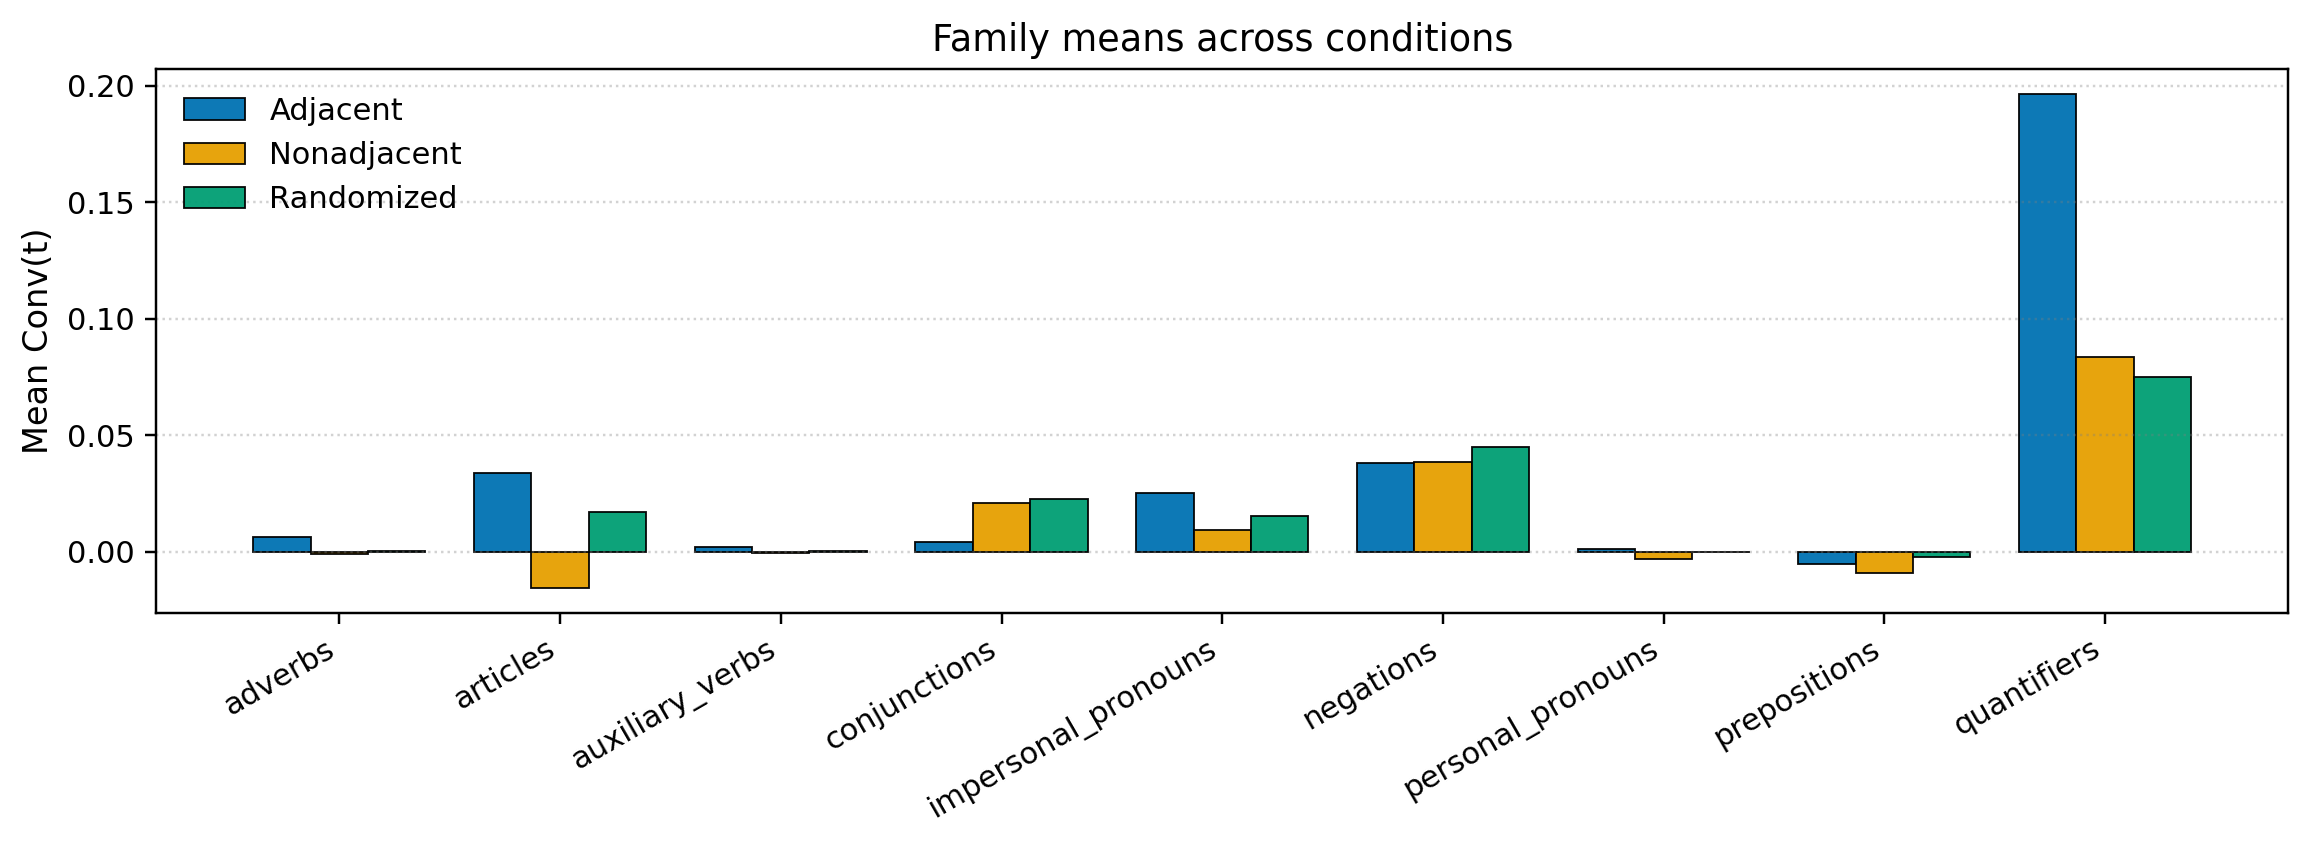 Family means across conditions
Mean Conv(t)
0.20
0.15
0.10
0.05
0.00
Adjacent
Nonadjacent
Randomized
adverbs
articles
auxiliary_verbs
conjunctions
impersonal_pronouns
negations
personal_pronouns
prepositions
quantifiers